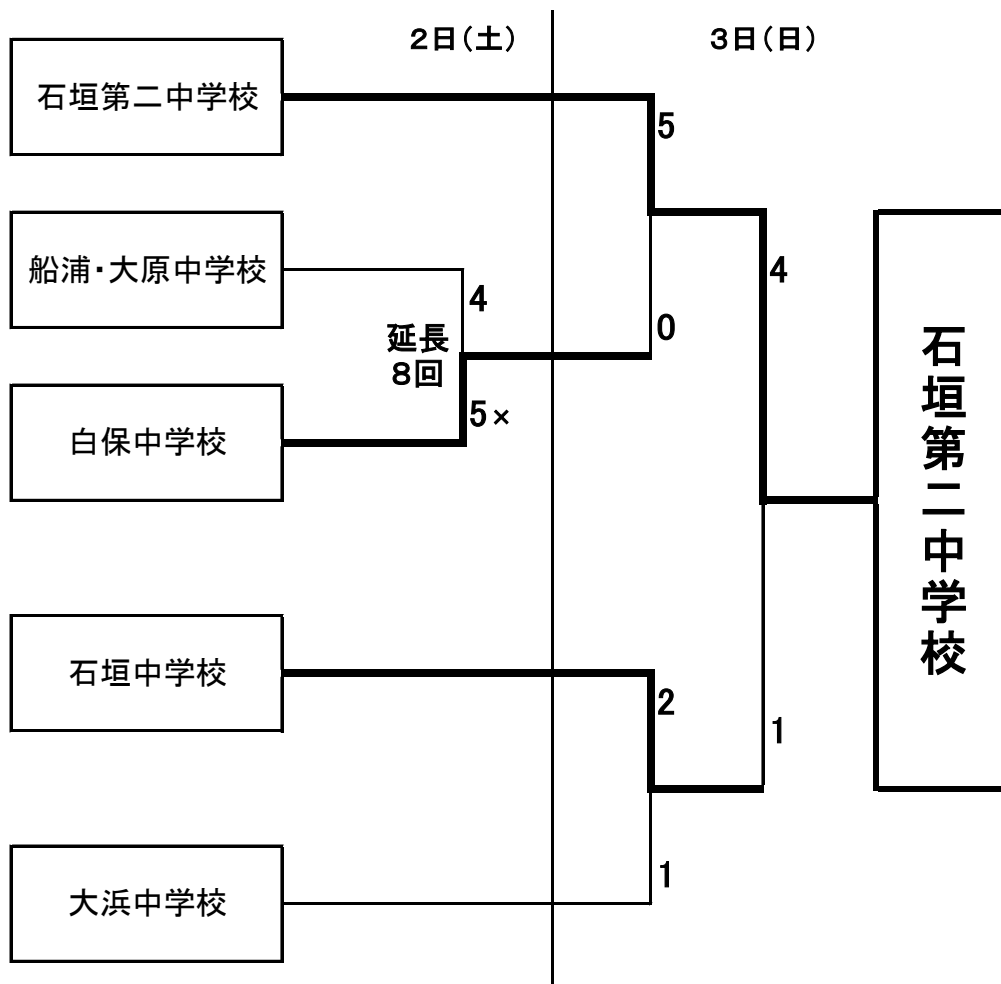 2日(土)
3日(日)
石垣第二中学校
5
船浦・大原中学校
4
4
延長
8回
0
白保中学校
5×
石垣第二中学校
石垣中学校
2
1
大浜中学校
1